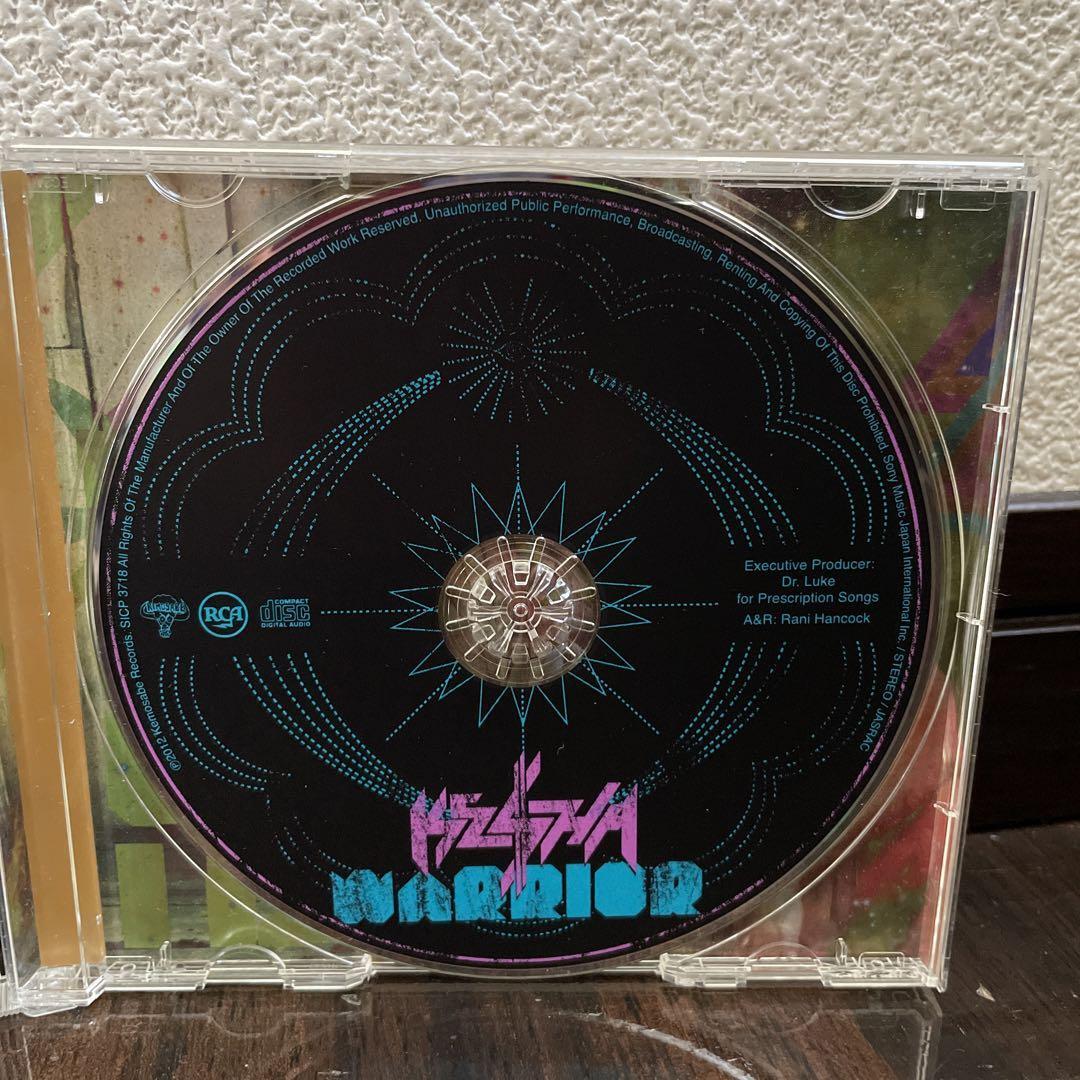 ℗2012 Kemosabe Records. SICP 3718 All Rights Of The Manufacturer And Of The Owner Of The Recorded Work Reserved. Unauthorized Public Performance, Broadcasting, Renting And Copying Of This Disc Prohibited. Sony Music Japan International Inc. / STEREO / JASRAC
Executive Producer:
Dr. Luke
for Prescription Songs
A&R: Rani Hancock
KEMOSABE
RCA
COMPACT
disc
DIGITAL AUDIO
KE$HA
WARRIOR